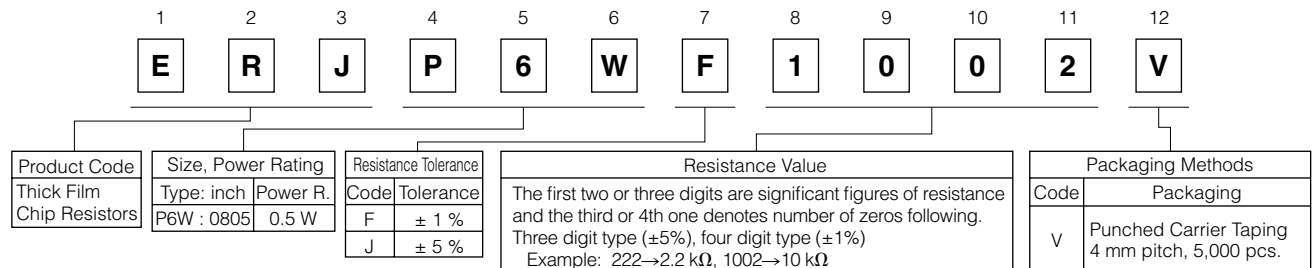 1 2 3 4 5 6 7 8 9 10 11 12
E R J P 6 W F 1 0 0 2 V
Product Code
Thick Film
Chip Resistors
Size, Power Rating
Type: inch Power R.
P6W : 0805 0.5 W
Resistance Tolerance
Code Tolerance
F ± 1 %
J ± 5 %
Resistance Value
The first two or three digits are significant figures of resistance
and the third or 4th one denotes number of zeros following.
Three digit type (±5%), four digit type (±1%)
Example: 222→2.2 kΩ, 1002→10 kΩ
Packaging Methods
Code Packaging
V Punched Carrier Taping
4 mm pitch, 5,000 pcs.